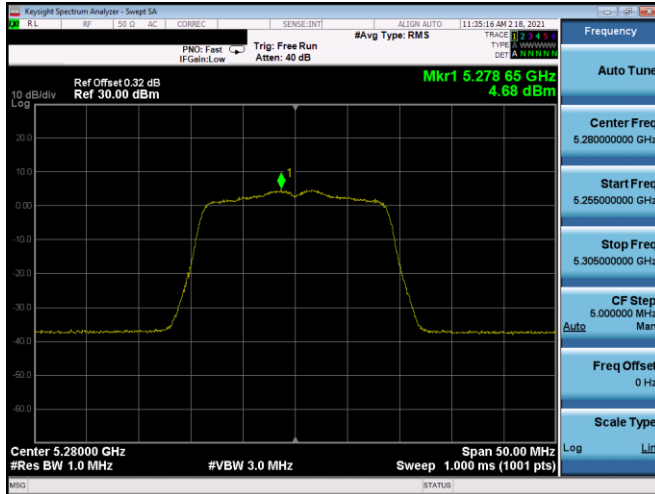 Keysight Spectrum Analyzer - Swept SA
RL RF 50 Ω AC CORREC SENSE:INT ALIGN AUTO 11:35:16 AM 2 18, 2021
#Avg Type: RMS
TRACE 1 2 3 4 5 6
PNO: Fast Trig: Free Run TYPE A WWWWW
IFGain:Low Atten: 40 dB DET A N N N N N
Ref Offset 0.32 dB
10 dB/div Ref 30.00 dBm
Log
Mkr1 5.278 65 GHz
4.68 dBm
20.0
10.0
1
0.00
-10.0
-20.0
-30.0
-40.0
-50.0
-60.0
Center 5.28000 GHz Span 50.00 MHz
#Res BW 1.0 MHz #VBW 3.0 MHz Sweep 1.000 ms (1001 pts)
MSG STATUS
Frequency
Auto Tune
Center Freq
5.280000000 GHz
Start Freq
5.255000000 GHz
Stop Freq
5.305000000 GHz
CF Step
5.000000 MHz
Auto Man
Freq Offset
0 Hz
Scale Type
Log Lin